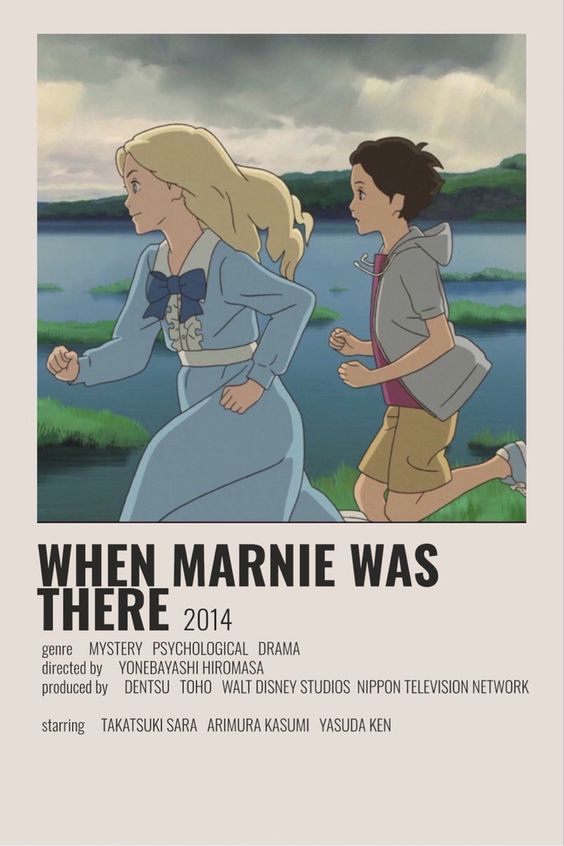 WHEN MARNIE WAS
THERE 2014
genre MYSTERY PSYCHOLOGICAL DRAMA
directed by YONEBAYASHI HIROMASA
produced by DENTSU TOHO WALT DISNEY STUDIOS NIPPON TELEVISION NETWORK
starring TAKATSUKI SARA ARIMURA KASUMI YASUDA KEN